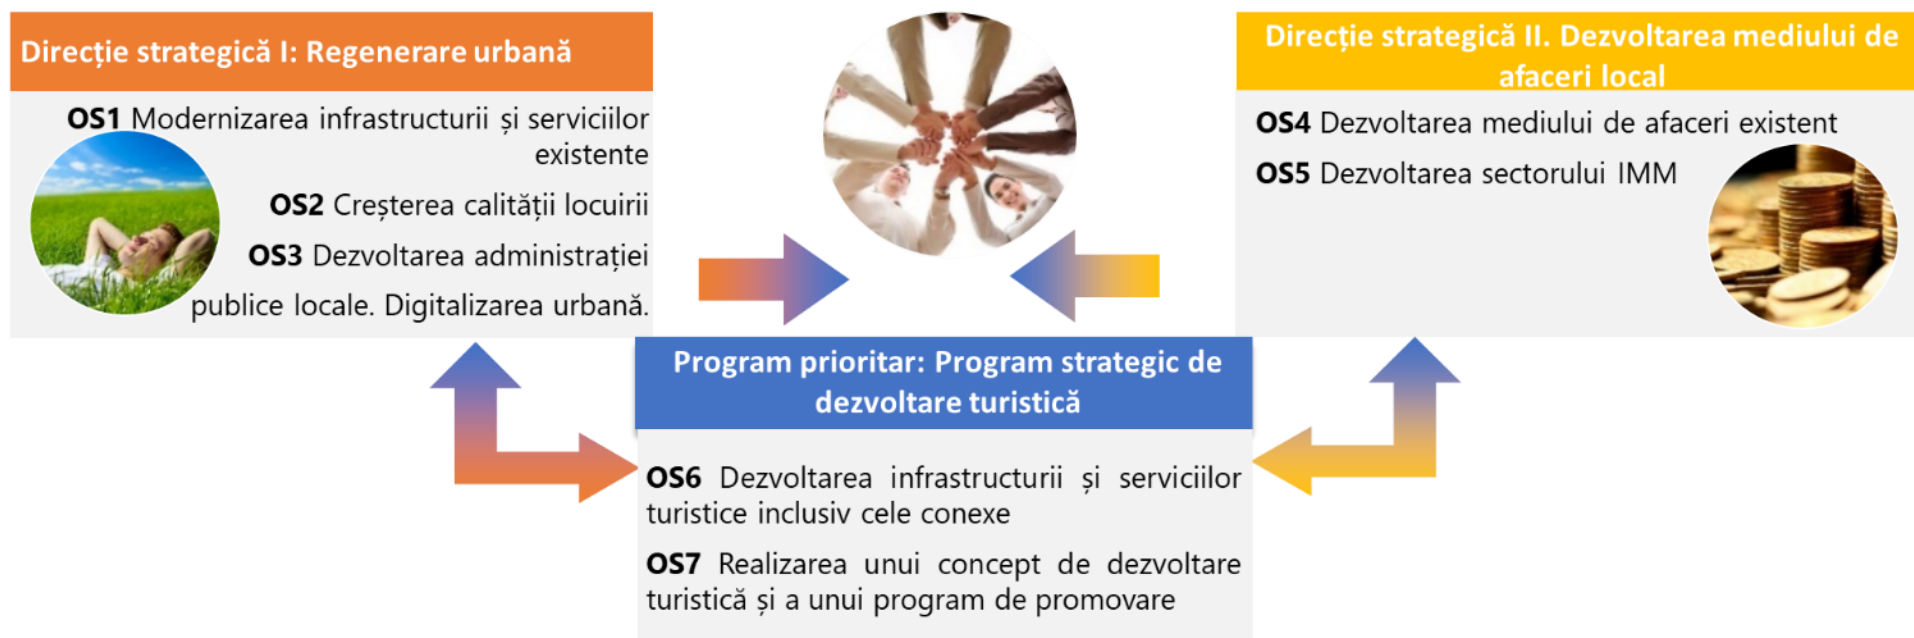 Direcție strategică I: Regenerare urbană
OS1 Modernizarea infrastructurii și serviciilor
existente
OS2 Creșterea calității locuirii
OS3 Dezvoltarea administrației
publice locale. Digitalizarea urbană.
Direcție strategică II. Dezvoltarea mediului de
afaceri local
OS4 Dezvoltarea mediului de afaceri existent
OS5 Dezvoltarea sectorului IMM
Program prioritar: Program strategic de
dezvoltare turistică
OS6 Dezvoltarea infrastructurii și serviciilor
turistice inclusiv cele conexe
OS7 Realizarea unui concept de dezvoltare
turistică și a unui program de promovare